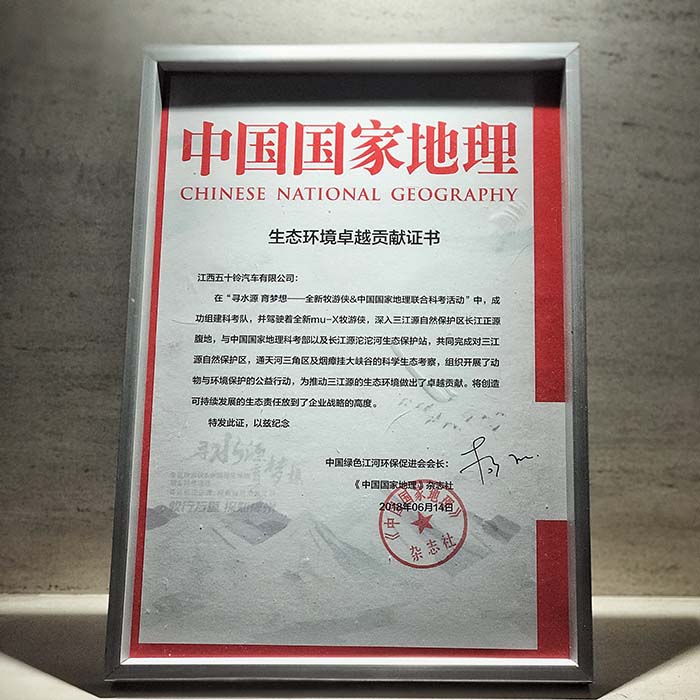 中国国家地理
CHINESE NATIONAL GEOGRAPHY
生态环境卓越贡献证书
江西五十铃汽车有限公司：
在“寻水源 育梦想——全新牧游侠&中国国家地理联合科考活动”中，成
功组建科考队，并驾驶着全新mu-X牧游侠，深入三江源自然保护区长江正源
腹地，与中国国家地理科考部以及长江源沱沱河生态保护站，共同完成对三江
源自然保护区，通天河三角区及烟瘴挂大峡谷的科学生态考察，组织开展了动
物与环境保护的公益行动，为推动三江源的生态环境做出了卓越贡献。将创造
可持续发展的生态责任放到了企业战略的高度。
特发此证，以兹纪念
寻水源
育梦想
中国绿色江河环保促进会会长：
《中国国家地理》杂志社
2018年06月14日
《中国国家地理》
杂志社